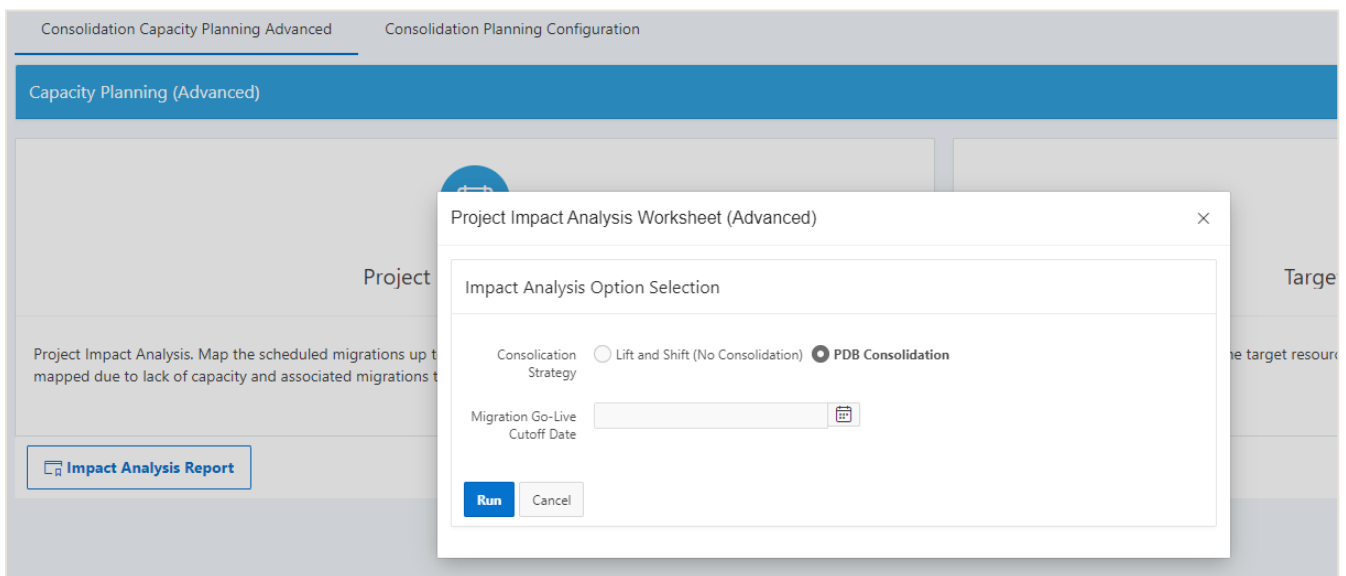 Consolidation Capacity Planning Advanced
Consolidation Planning Configuration
Capacity Planning (Advanced)
Project
Project Impact Analysis. Map the scheduled migrations up t
mapped due to lack of capacity and associated migrations t
Impact Analysis Report
Project Impact Analysis Worksheet (Advanced)
Impact Analysis Option Selection
Consolication
Strategy
Lift and Shift (No Consolidation)
PDB Consolidation
Migration Go-Live
Cutoff Date
Run
Cancel
Targe
e target resour